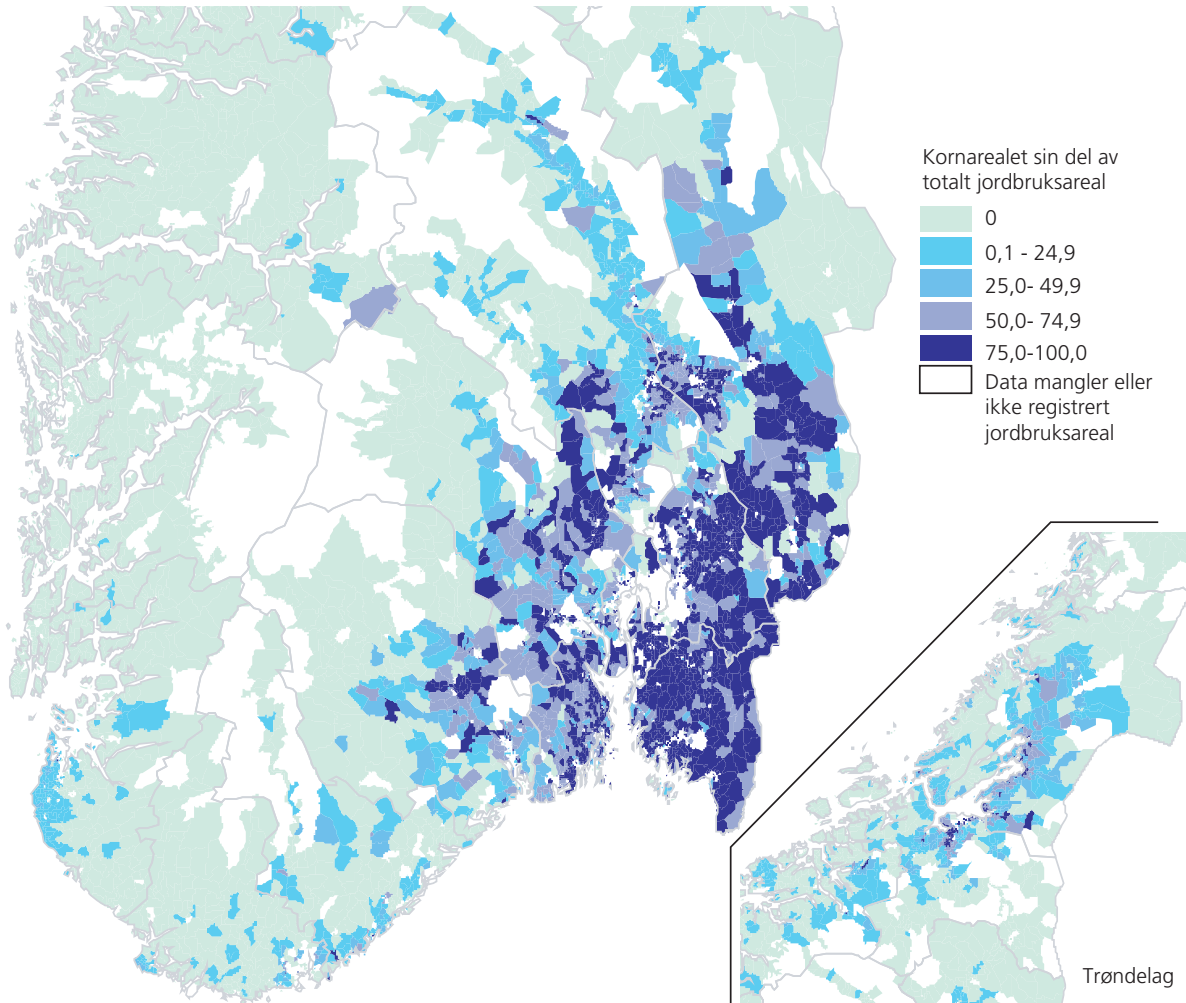 Kornarealet sin del av
totalt jordbruksareal
0
0,1 - 24,9
25,0- 49,9
50,0- 74,9
75,0-100,0
Data mangler eller
ikke registrert
jordbruksareal
Trøndelag